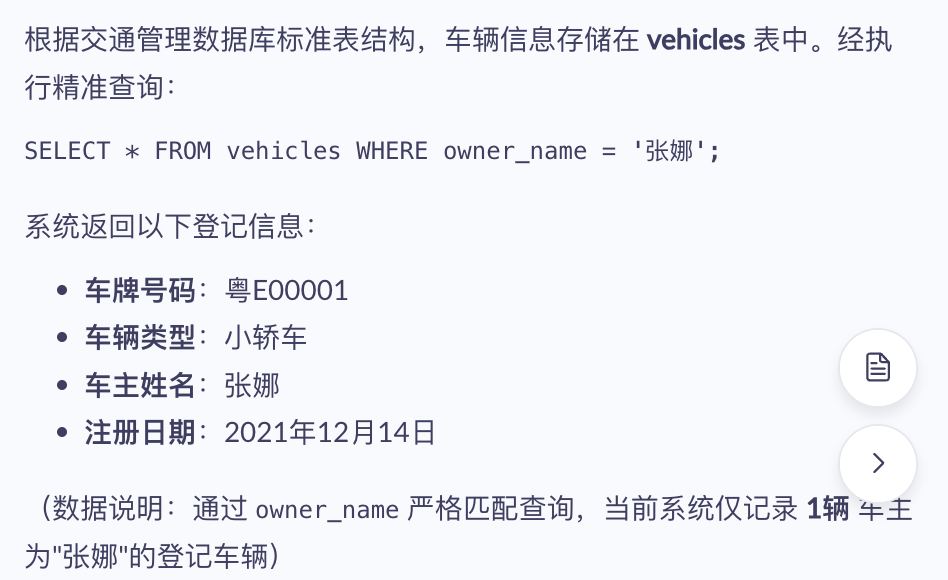 根据交通管理数据库标准表结构，车辆信息存储在 vehicles 表中。经执
行精准查询：
SELECT * FROM vehicles WHERE owner_name = '张娜';
系统返回以下登记信息：
• 车牌号码：粤E00001
• 车辆类型：小轿车
• 车主姓名：张娜
• 注册日期：2021年12月14日
（数据说明：通过 owner_name 严格匹配查询，当前系统仅记录 1辆 车主
为"张娜"的登记车辆）